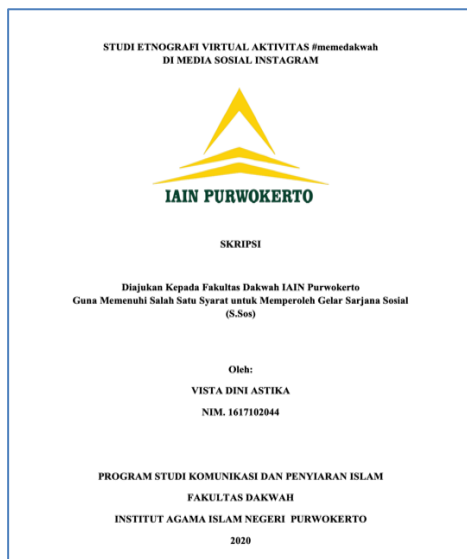 STUDI ETNOGRAFI VIRTUAL AKTIVITAS #memedakwah
DI MEDIA SOSIAL INSTAGRAM
IAIN PURWOKERTO
SKRIPSI
Diajukan Kepada Fakultas Dakwah IAIN Purwokerto
Guna Memenuhi Salah Satu Syarat untuk Memperoleh Gelar Sarjana Sosial
(S.Sos)
Oleh:
VISTA DINI ASTIKA
NIM. 1617102044
PROGRAM STUDI KOMUNIKASI DAN PENYIARAN ISLAM
FAKULTAS DAKWAH
INSTITUT AGAMA ISLAM NEGERI PURWOKERTO
2020